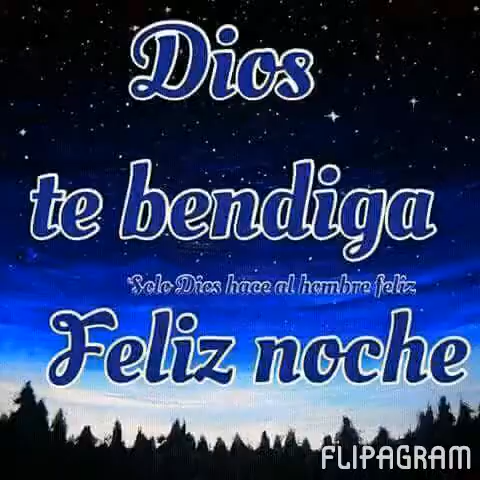 Dios
te bendiga
*Solo Dios hace al hombre feliz
Feliz noche
FLIPAGRAM